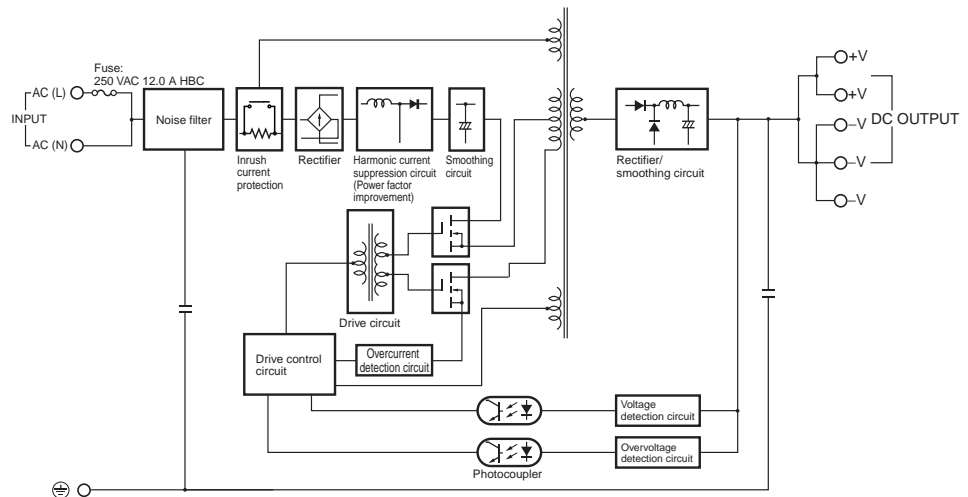 Fuse:
250 VAC 12.0 A HBC
AC (L)
INPUT
AC (N)
Noise filter
Inrush
current
protection
Rectifier
Harmonic current
suppression circuit
(Power factor
improvement)
Smoothing
circuit
Rectifier/
smoothing circuit
+V
+V
–V
–V
–V
DC OUTPUT
Drive circuit
Drive control
circuit
Overcurrent
detection circuit
Voltage
detection circuit
Overvoltage
detection circuit
Photocoupler